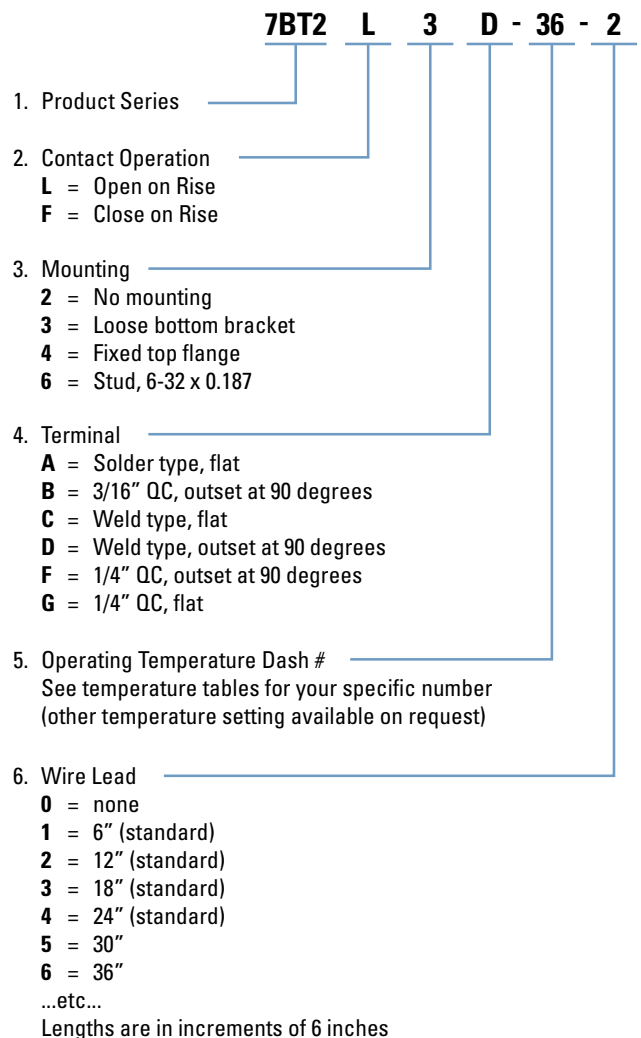 7BT2 L 3 D - 36 - 2
1. Product Series
2. Contact Operation
L = Open on Rise
F = Close on Rise
3. Mounting
2 = No mounting
3 = Loose bottom bracket
4 = Fixed top flange
6 = Stud, 6-32 x 0.187
4. Terminal
A = Solder type, flat
B = 3/16” QC, outset at 90 degrees
C = Weld type, flat
D = Weld type, outset at 90 degrees
F = 1/4” QC, outset at 90 degrees
G = 1/4” QC, flat
5. Operating Temperature Dash #
See temperature tables for your specific number
(other temperature setting available on request)
6. Wire Lead
0 = none
1 = 6” (standard)
2 = 12” (standard)
3 = 18” (standard)
4 = 24” (standard)
5 = 30”
6 = 36”
...etc...
Lengths are in increments of 6 inches